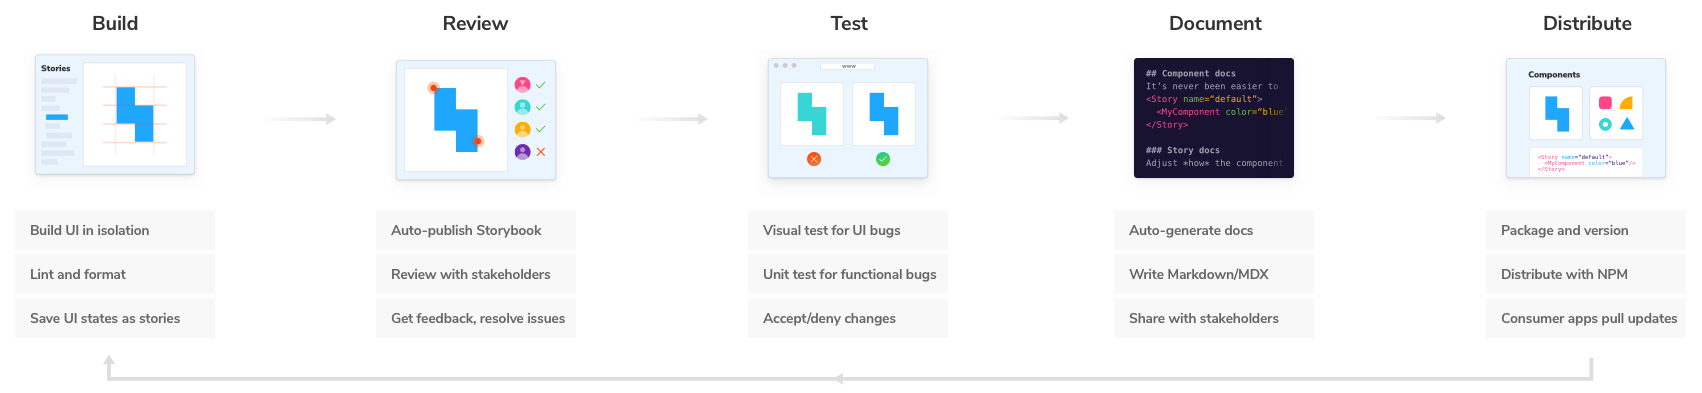 Build
Review
Test
Document
Distribute
Stories
www
## Component docs
It's never been easier to
<Story name="default">
<MyComponent color="blue"
</Story>
### Story docs
Adjust *how* the component
Components
<Story name="default">
<MyComponent color="blue"/>
</Story>
Build UI in isolation
Lint and format
Save UI states as stories
Auto-publish Storybook
Review with stakeholders
Get feedback, resolve issues
Visual test for UI bugs
Unit test for functional bugs
Accept/deny changes
Auto-generate docs
Write Markdown/MDX
Share with stakeholders
Package and version
Distribute with NPM
Consumer apps pull updates